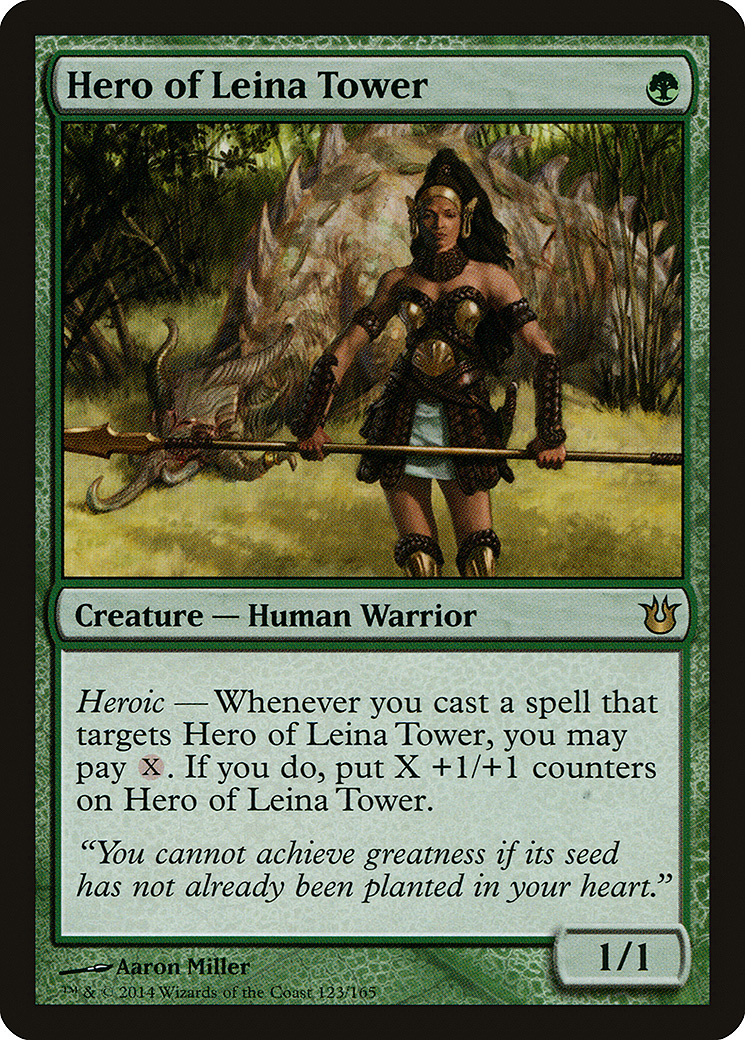 Hero of Leina Tower
Creature — Human Warrior
Heroic — Whenever you cast a spell that
targets Hero of Leina Tower, you may
pay X. If you do, put X +1/+1 counters
on Hero of Leina Tower.
“You cannot achieve greatness if its seed
has not already been planted in your heart.”
1/1
Aaron Miller
™ & © 2014 Wizards of the Coast 123/165